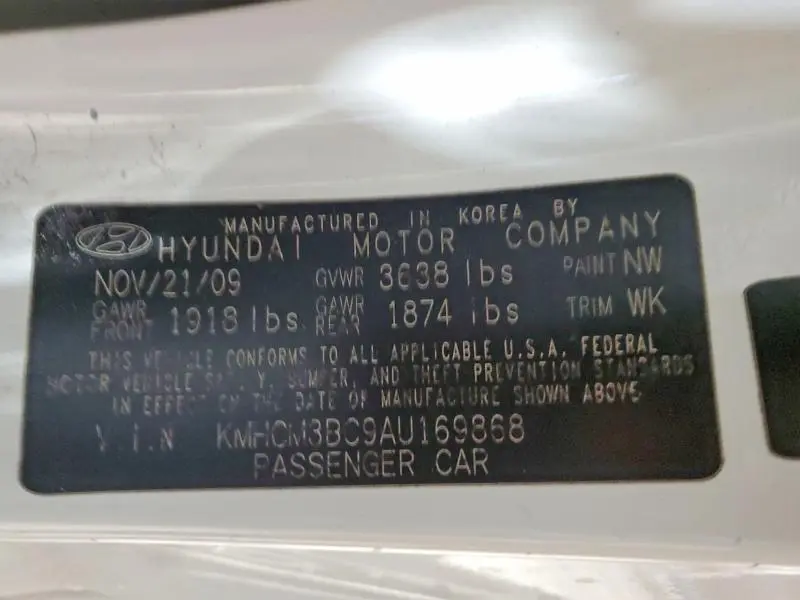 MANUFACTURED IN KOREA BY
HYUNDAI MOTOR COMPANY
NOV/21/09 GVWR 3638 lbs PAINT NW
GAWR FRONT 1918 lbs GAWR REAR 1874 lbs TRIM WK
THIS VEHICLE CONFORMS TO ALL APPLICABLE U.S.A. FEDERAL
MOTOR VEHICLE SAFETY, BUMPER, AND THEFT PREVENTION STANDARDS
IN EFFECT ON THE DATE OF MANUFACTURE SHOWN ABOVE
V.I.N KMHCM3BC9AU169868
PASSENGER CAR